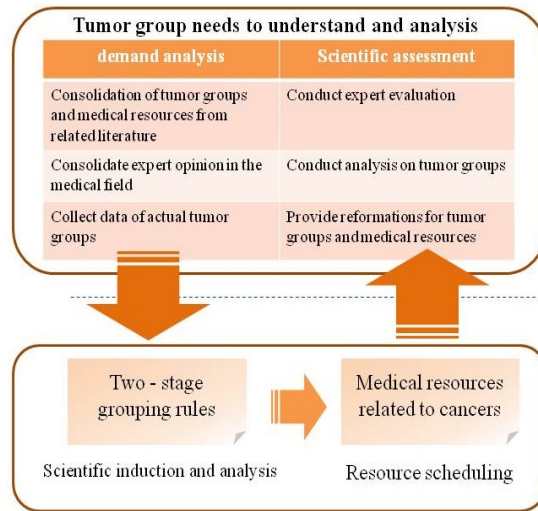 Tumor group needs to understand and analysis
demand analysis
Scientific assessment
Consolidation of tumor groups
and medical resources from
related literature
Conduct expert evaluation
Consolidate expert opinion in the
medical field
Conduct analysis on tumor groups
Collect data of actual tumor
groups
Provide reformations for tumor
groups and medical resources
Two - stage
grouping rules
Medical resources
related to cancers
Scientific induction and analysis
Resource scheduling